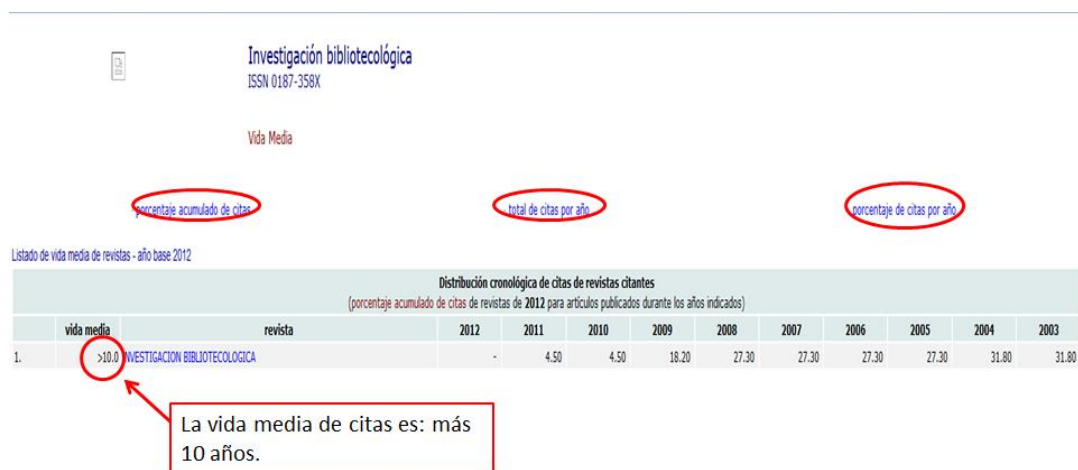 Investigación bibliotecológica
ISSN 0187-358X
Vida Media
porcentaje acumulado de citas total de citas por año porcentaje de citas por año
Listado de vida media de revistas - año base 2012
Distribución cronológica de citas de revistas citantes
(porcentaje acumulado de citas de revistas de 2012 para artículos publicados durante los años indicados)
vida media revista 2012 2011 2010 2009 2008 2007 2006 2005 2004 2003
1. >10.0 INVESTIGACION BIBLIOTECOLOGICA - 4.50 4.50 18.20 27.30 27.30 27.30 27.30 31.80 31.80
La vida media de citas es: más
10 años.